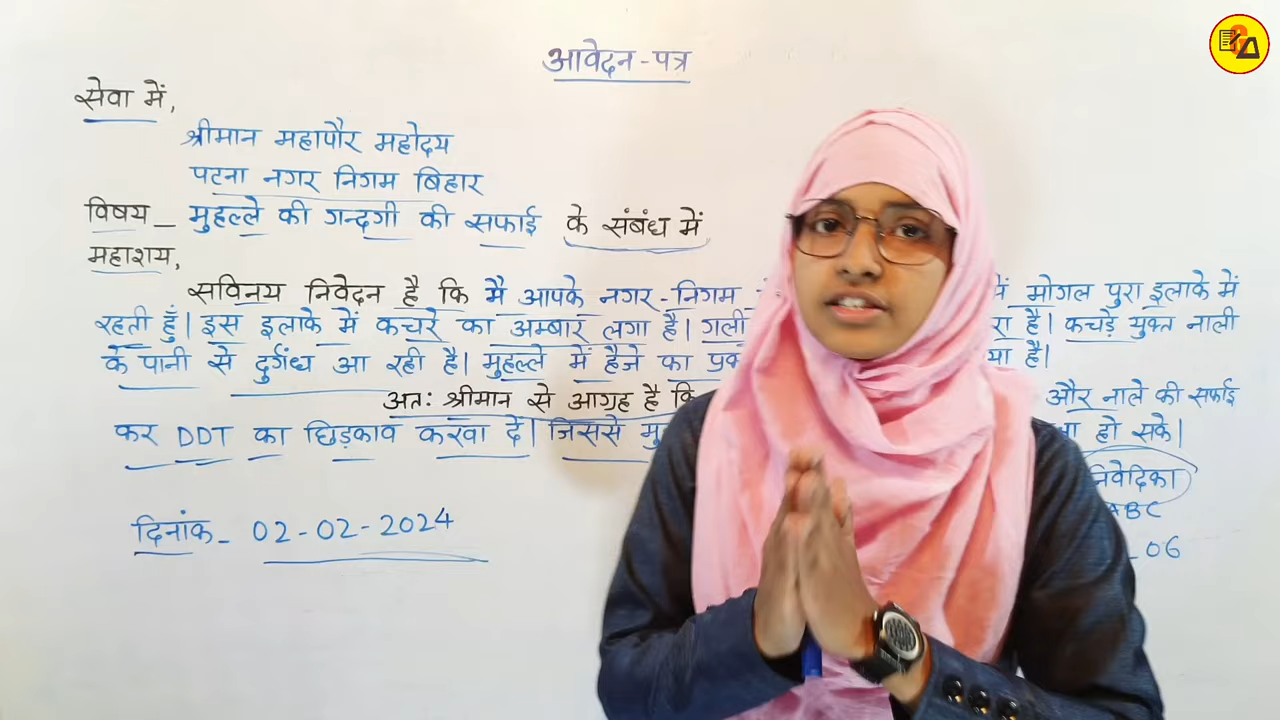 आवेदन-पत्र
सेवा में,
श्रीमान महापौर महोदय
पटना नगर निगम बिहार
विषय_ मुहल्ले की गन्दगी की सफाई के संबंध में
महाशय,
सविनय निवेदन है कि मै आपके नगर-निगम में मोगल पुरा इलाके में
रहती हुँ। इस इलाके में कचरे का अम्बार लगा है। गली है। कचड़े युक्त नाली
के पानी से दुर्गंध आ रही है। मुहल्ले में हैजे का है।
अतः श्रीमान से आग्रह है कि और नाले की सर्फाइ
कर DDT का छिड़काव करवा दें। जिससे हो सके।
निवेदिका
ABC
दिनांक_ 02-02-2024
06